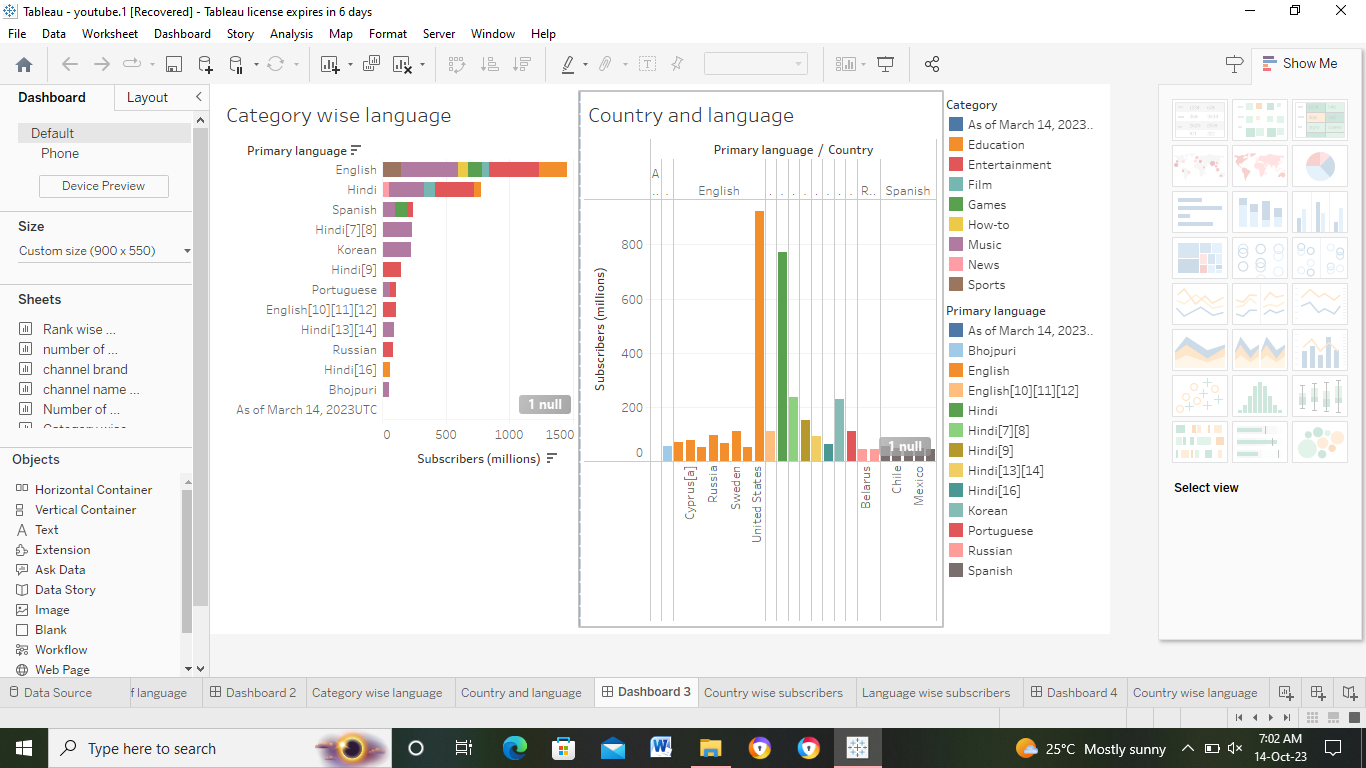 Tableau - youtube.1 [Recovered] - Tableau license expires in 6 days
File Data Worksheet Dashboard Story Analysis Map Format Server Window Help
Show Me
Dashboard Layout
Default
Phone
Device Preview
Size
Custom size (900 x 550)
Sheets
Rank wise ...
number of ...
channel brand
channel name ...
Number of ...
Objects
Horizontal Container
Vertical Container
Text
Extension
Ask Data
Data Story
Image
Blank
Workflow
Web Page
Category wise language
Primary language
English
Hindi
Spanish
Hindi[7][8]
Korean
Hindi[9]
Portuguese
English[10][11][12]
Hindi[13][14]
Russian
Hindi[16]
Bhojpuri
As of March 14, 2023UTC
1 null
0 500 1000 1500
Subscribers (millions)
Country and language
Primary language / Country
A
.. . English . . . . . . . . R.. Spanish
Subscribers (millions)
800
600
400
200
0
1 null
Cyprus[a]
Russia
Sweden
United States
Belarus
Chile
Mexico
Category
As of March 14, 2023..
Education
Entertainment
Film
Games
How-to
Music
News
Sports
Primary language
As of March 14, 2023..
Bhojpuri
English
English[10][11][12]
Hindi
Hindi[7][8]
Hindi[9]
Hindi[13][14]
Hindi[16]
Korean
Portuguese
Russian
Spanish
Select view
Data Source f language Dashboard 2 Category wise language Country and language Dashboard 3 Country wise subscribers Language wise subscribers Dashboard 4 Country wise language
Type here to search
25°C Mostly sunny
7:02 AM
14-Oct-23